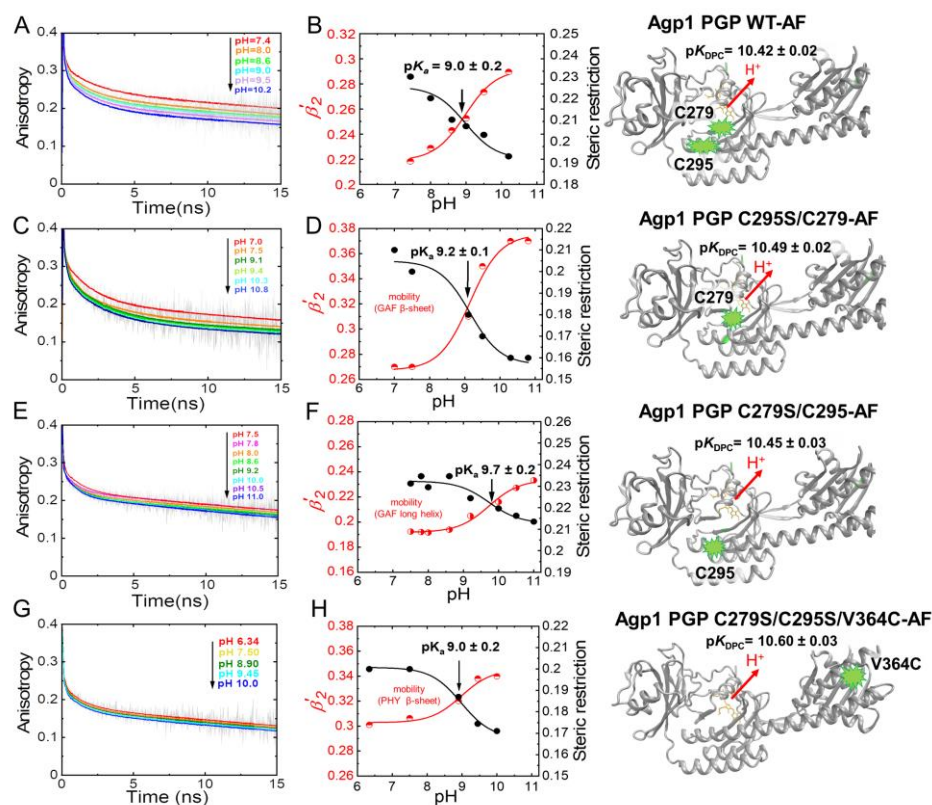 A
0.4
0.3
0.2
0.1
0
5
10
15
Anisotropy
Time(ns)
pH=7.4
pH=8.0
pH=8.6
pH=9.0
pH=9.5
pH=10.2
B
0.32
0.3
0.28
0.26
0.24
0.22
0.2
β′2
pKa = 9.0 ± 0.2
0.25
0.24
0.23
0.22
0.21
0.2
0.19
0.18
Steric restriction
6
7
8
9
10
11
pH
Agp1 PGP WT-AF
pKDPC= 10.42 ± 0.02
H+
C279
C295
C
0.4
0.3
0.2
0.1
0
5
10
15
Anisotropy
Time(ns)
pH 7.0
pH 7.5
pH 9.1
pH 9.4
pH 10.3
pH 10.8
D
0.38
0.36
0.34
0.32
0.3
0.28
0.26
β′2
pKa 9.2 ± 0.1
mobility
(GAF β-sheet)
0.22
0.21
0.2
0.19
0.18
0.17
0.16
0.15
Steric restriction
6
7
8
9
10
11
pH
Agp1 PGP C295S/C279-AF
pKDPC= 10.49 ± 0.02
H+
C279
E
0.4
0.3
0.2
0.1
0
5
10
15
Anisotropy
Time(ns)
pH 7.5
pH 7.8
pH 8.0
pH 8.6
pH 9.2
pH 10.0
pH 10.5
pH 11.0
F
0.28
0.26
0.24
0.22
0.2
0.18
0.16
β′2
pKa 9.7 ± 0.2
mobility
(GAF long helix)
0.26
0.25
0.24
0.23
0.22
0.21
0.2
0.19
Steric restriction
6
7
8
9
10
11
pH
Agp1 PGP C279S/C295-AF
pKDPC= 10.45 ± 0.03
H+
C295
G
0.4
0.3
0.2
0.1
0
5
10
15
Anisotropy
Time(ns)
pH 6.34
pH 7.50
pH 8.90
pH 9.45
pH 10.0
H
0.38
0.36
0.34
0.32
0.3
0.28
0.26
β′2
pKa 9.0 ± 0.2
mobility
(PHY β-sheet)
0.22
0.21
0.20
0.19
0.18
0.17
0.16
0.15
Steric restriction
6
7
8
9
10
11
pH
Agp1 PGP C279S/C295S/V364C-AF
pKDPC= 10.60 ± 0.03
H+
V364C